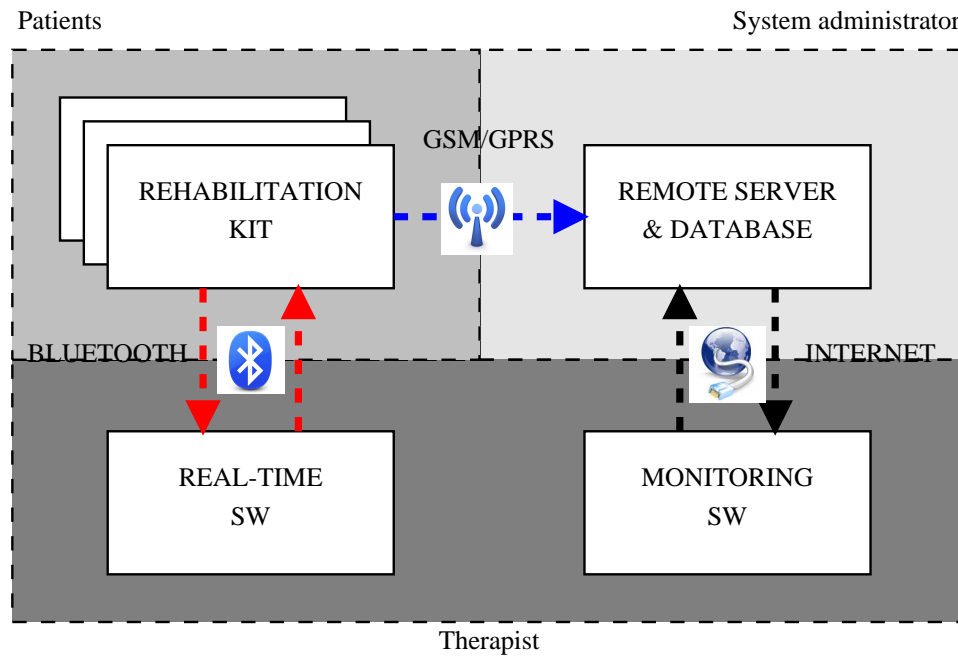 Patients
System administrator
GSM/GPRS
REHABILITATION
KIT
REMOTE SERVER
& DATABASE
BLUETOOTH
INTERNET
REAL-TIME
SW
MONITORING
SW
Therapist